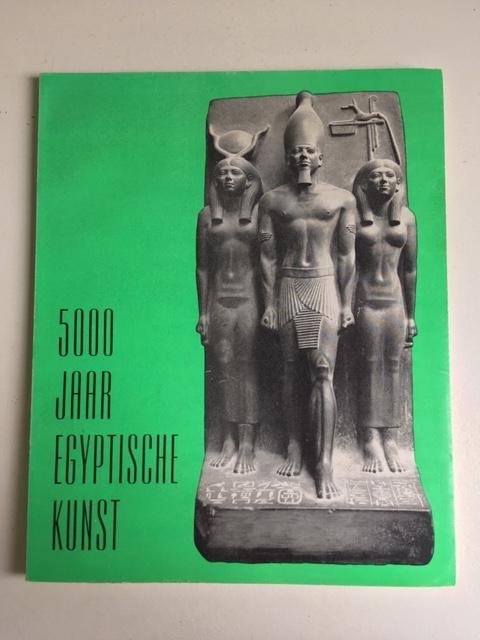 5000
JAAR
EGYPTISCHE
KUNST